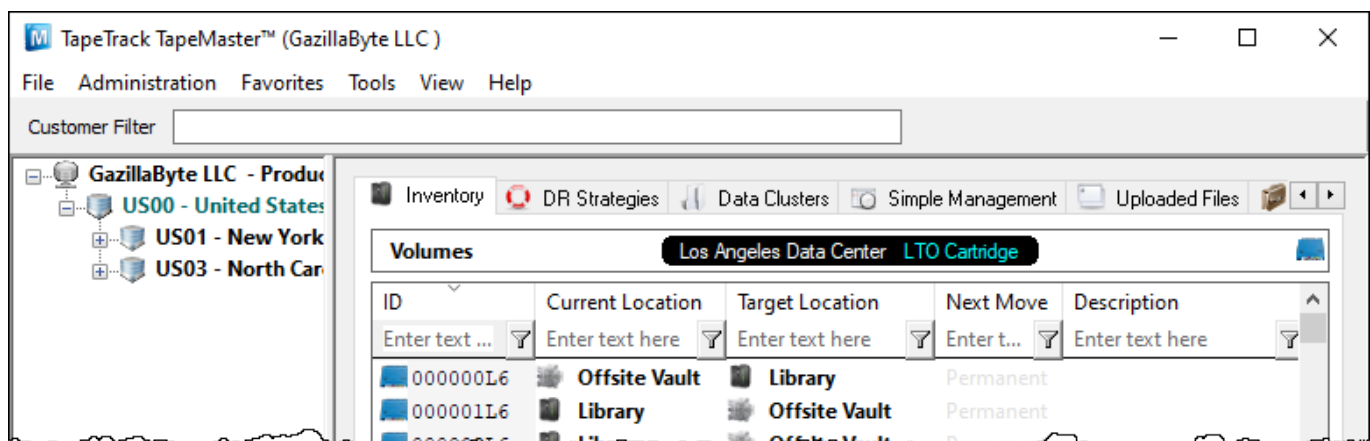 TapeTrack TapeMaster™ (GazillaByte LLC )
File Administration Favorites Tools View Help
Customer Filter
GazillaByte LLC - Produ
US00 - United States
US01 - New York
US03 - North Car
Inventory DR Strategies Data Clusters Simple Management Uploaded Files
Volumes Los Angeles Data Center LTO Cartridge
ID Current Location Target Location Next Move Description
Enter text ... Enter text here Enter text here Enter t... Enter text here
000000L6 Offsite Vault Library Permanent
000001L6 Library Offsite Vault Permanent